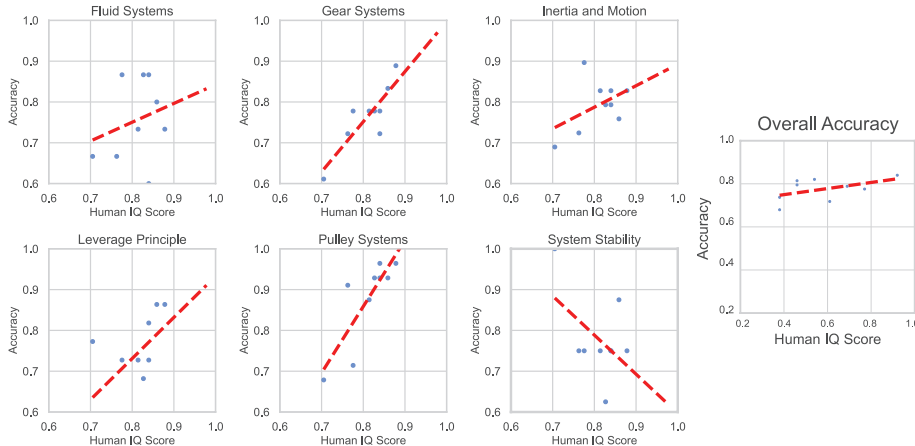 Fluid Systems
1.0
0.9
0.8
0.7
0.6
Accuracy
0.6 0.7 0.8 0.9 1.0
Human IQ Score
Gear Systems
1.0
0.9
0.8
0.7
0.6
Accuracy
0.6 0.7 0.8 0.9 1.0
Human IQ Score
Inertia and Motion
1.0
0.9
0.8
0.7
0.6
Accuracy
0.6 0.7 0.8 0.9 1.0
Human IQ Score
Leverage Principle
1.0
0.9
0.8
0.7
0.6
Accuracy
0.6 0.7 0.8 0.9 1.0
Human IQ Score
Pulley Systems
1.0
0.9
0.8
0.7
0.6
Accuracy
0.6 0.7 0.8 0.9 1.0
Human IQ Score
System Stability
1.0
0.9
0.8
0.7
0.6
Accuracy
0.6 0.7 0.8 0.9 1.0
Human IQ Score
Overall Accuracy
1.0
0.8
0.6
0.4
0.2
Accuracy
0.2 0.4 0.6 0.8 1.0
Human IQ Score